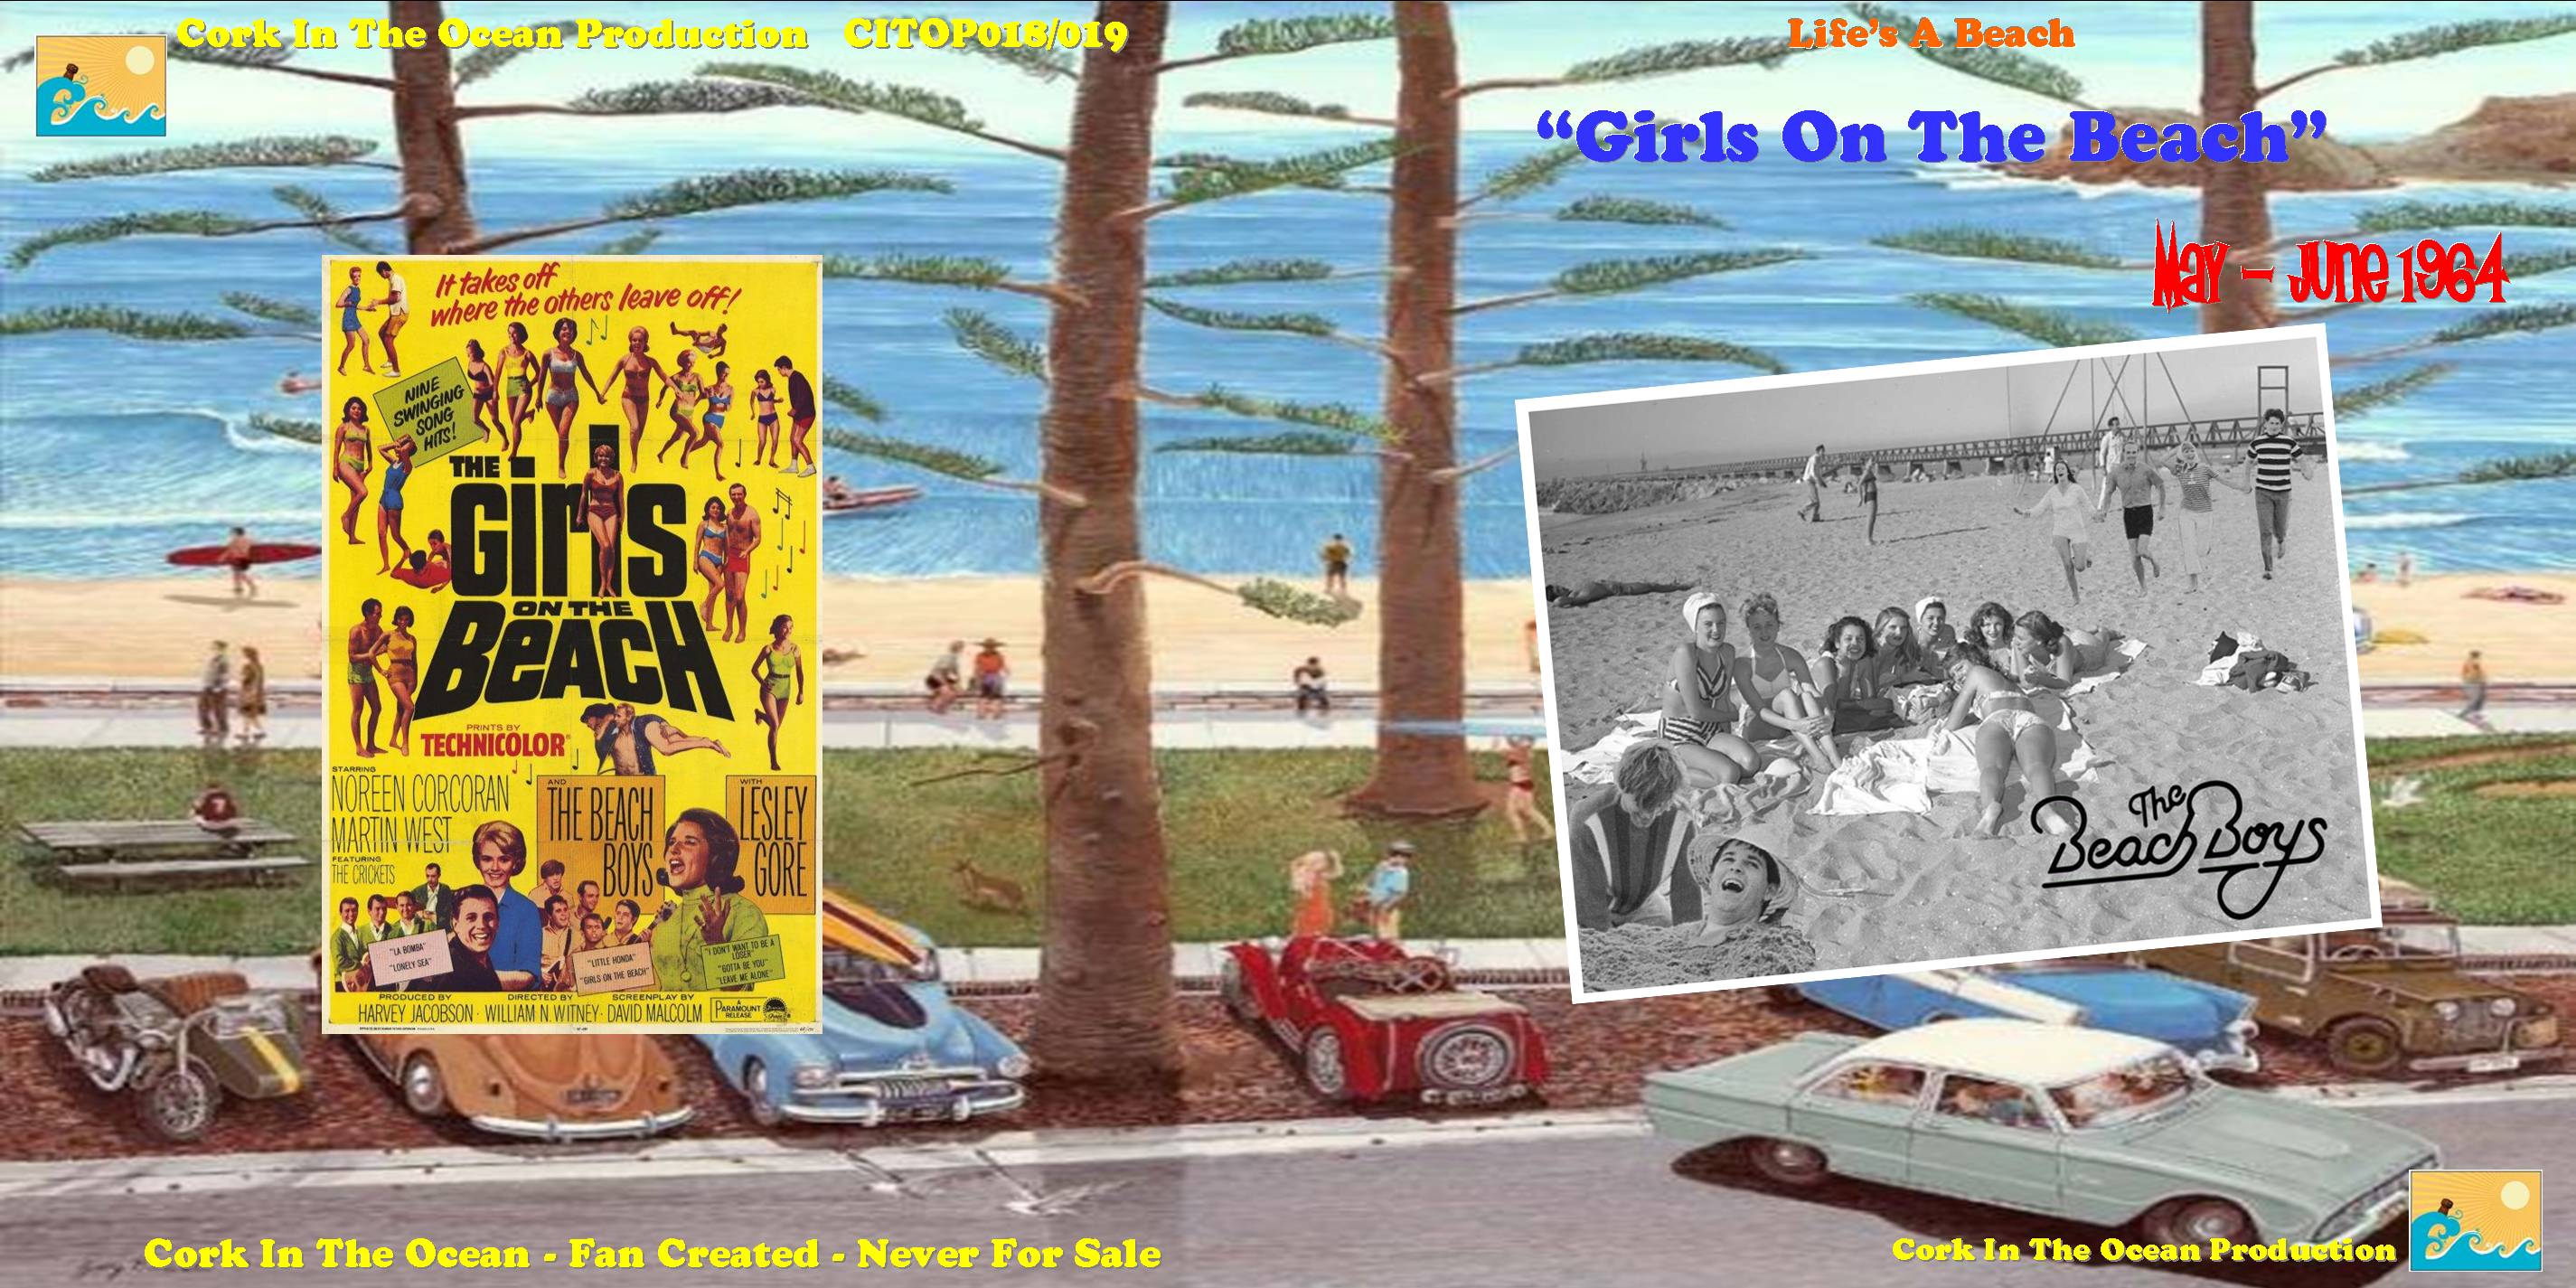 Cork In The Ocean Production CITOP018/019
It takes off
where the others leave off!
NINE
SWINGING
SONG
HITS!
THE
GIRLS
ON THE
BEACH
PRINTS BY
TECHNICOLOR
STARRING
NOREEN CORCORAN
MARTIN WEST
FEATURING
THE CRICKETS
AND
THE BEACH
BOYS
WITH
LESLEY
GORE
"LA BOMBA"
"LONELY SEA"
"LITTLE HONDA"
"GIRLS ON THE BEACH"
"I DON'T WANT TO BE A
LOSER"
"GOTTA BE YOU"
"LEAVE ME ALONE"
PRODUCED BY
HARVEY JACOBSON ·
DIRECTED BY
WILLIAM N. WITNEY ·
SCREENPLAY BY
DAVID MALCOLM
A
PARAMOUNT
RELEASE
Cork In The Ocean - Fan Created - Never For Sale
Life's A Beach
“Girls On The Beach”
May - June 1964
The
Beach Boys
Cork In The Ocean Production